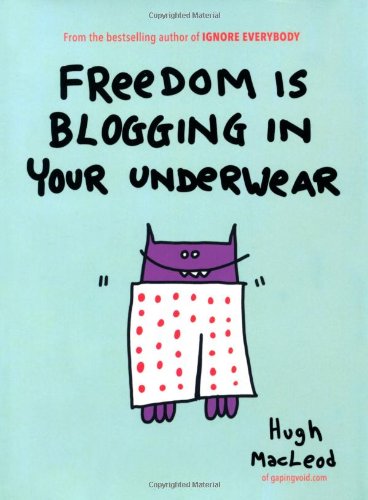 Copyrighted Material
From the bestselling author of IGNORE EVERYBODY
FREEDOM IS
BLOGGING IN
YOUR UNDERWEAR
Hugh
MacLeod
of gapingvoid.com
Copyrighted Material